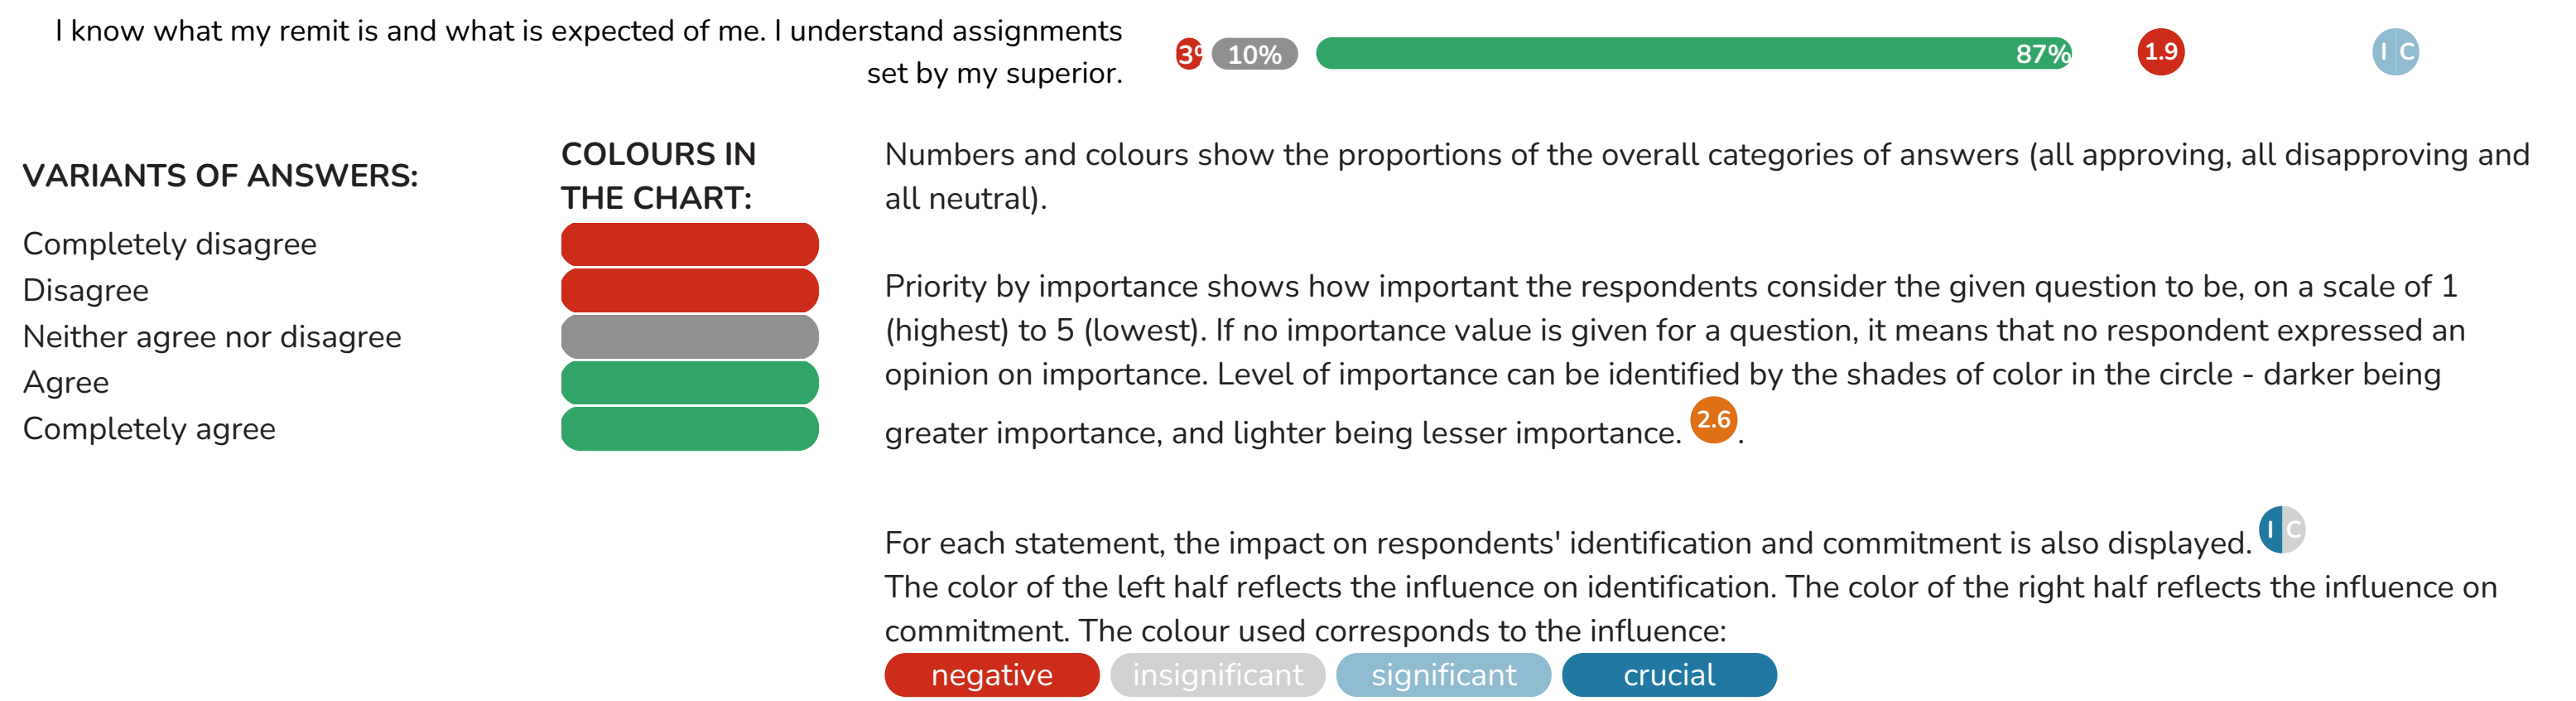 I know what my remit is and what is expected of me. I understand assignments
set by my superior.
3% 10% 87% 1.9 I C
VARIANTS OF ANSWERS:
Completely disagree
Disagree
Neither agree nor disagree
Agree
Completely agree
COLOURS IN
THE CHART:
Numbers and colours show the proportions of the overall categories of answers (all approving, all disapproving and
all neutral).
Priority by importance shows how important the respondents consider the given question to be, on a scale of 1
(highest) to 5 (lowest). If no importance value is given for a question, it means that no respondent expressed an
opinion on importance. Level of importance can be identified by the shades of color in the circle - darker being
greater importance, and lighter being lesser importance. 2.6 .
For each statement, the impact on respondents' identification and commitment is also displayed. I C
The color of the left half reflects the influence on identification. The color of the right half reflects the influence on
commitment. The colour used corresponds to the influence:
negative insignificant significant crucial